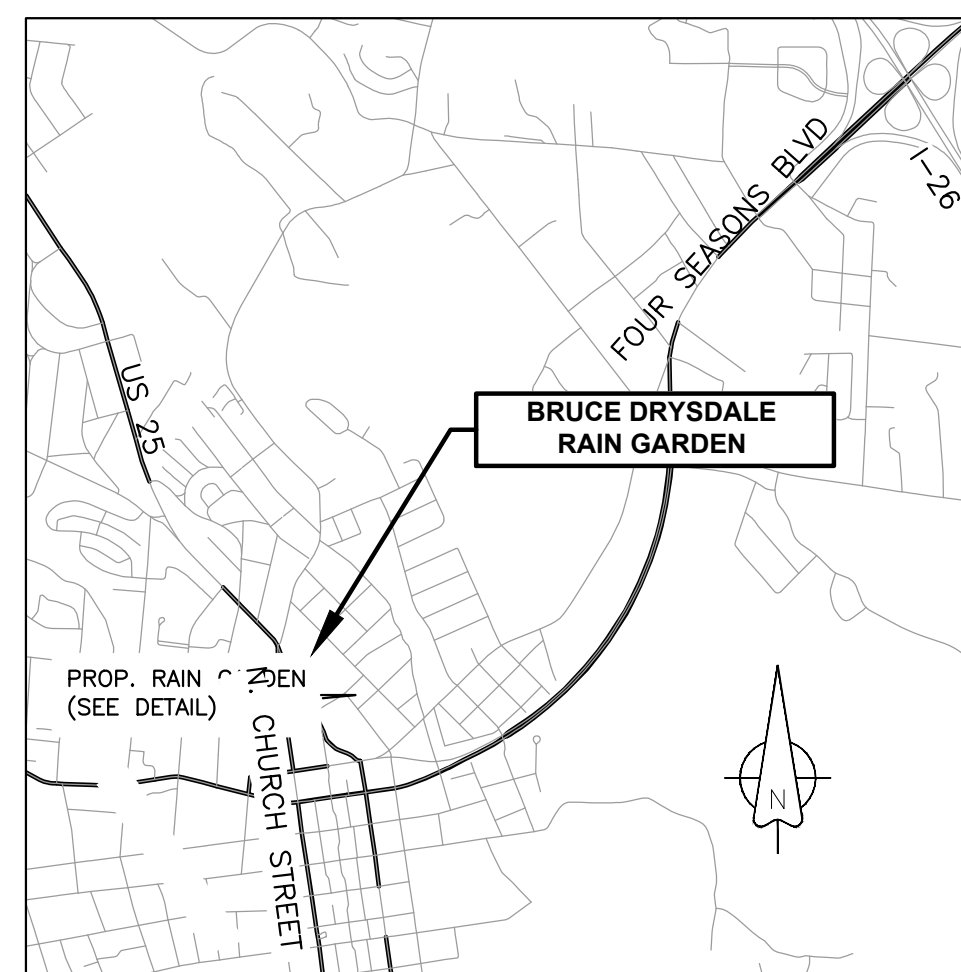 FOUR SEASONS BLVD
I-26
US 25
BRUCE DRYSDALE
RAIN GARDEN
PROP. RAIN
(SEE DETAIL)
N. CHURCH STREET
N